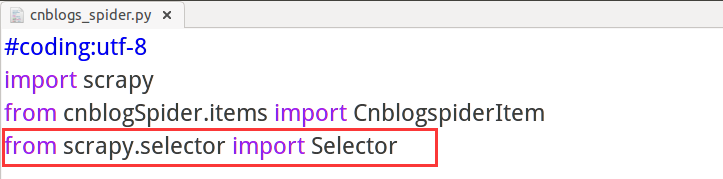 cnblogs_spider.py ×
#coding:utf-8
import scrapy
from cnblogSpider.items import CnblogspiderItem
from scrapy.selector import Selector